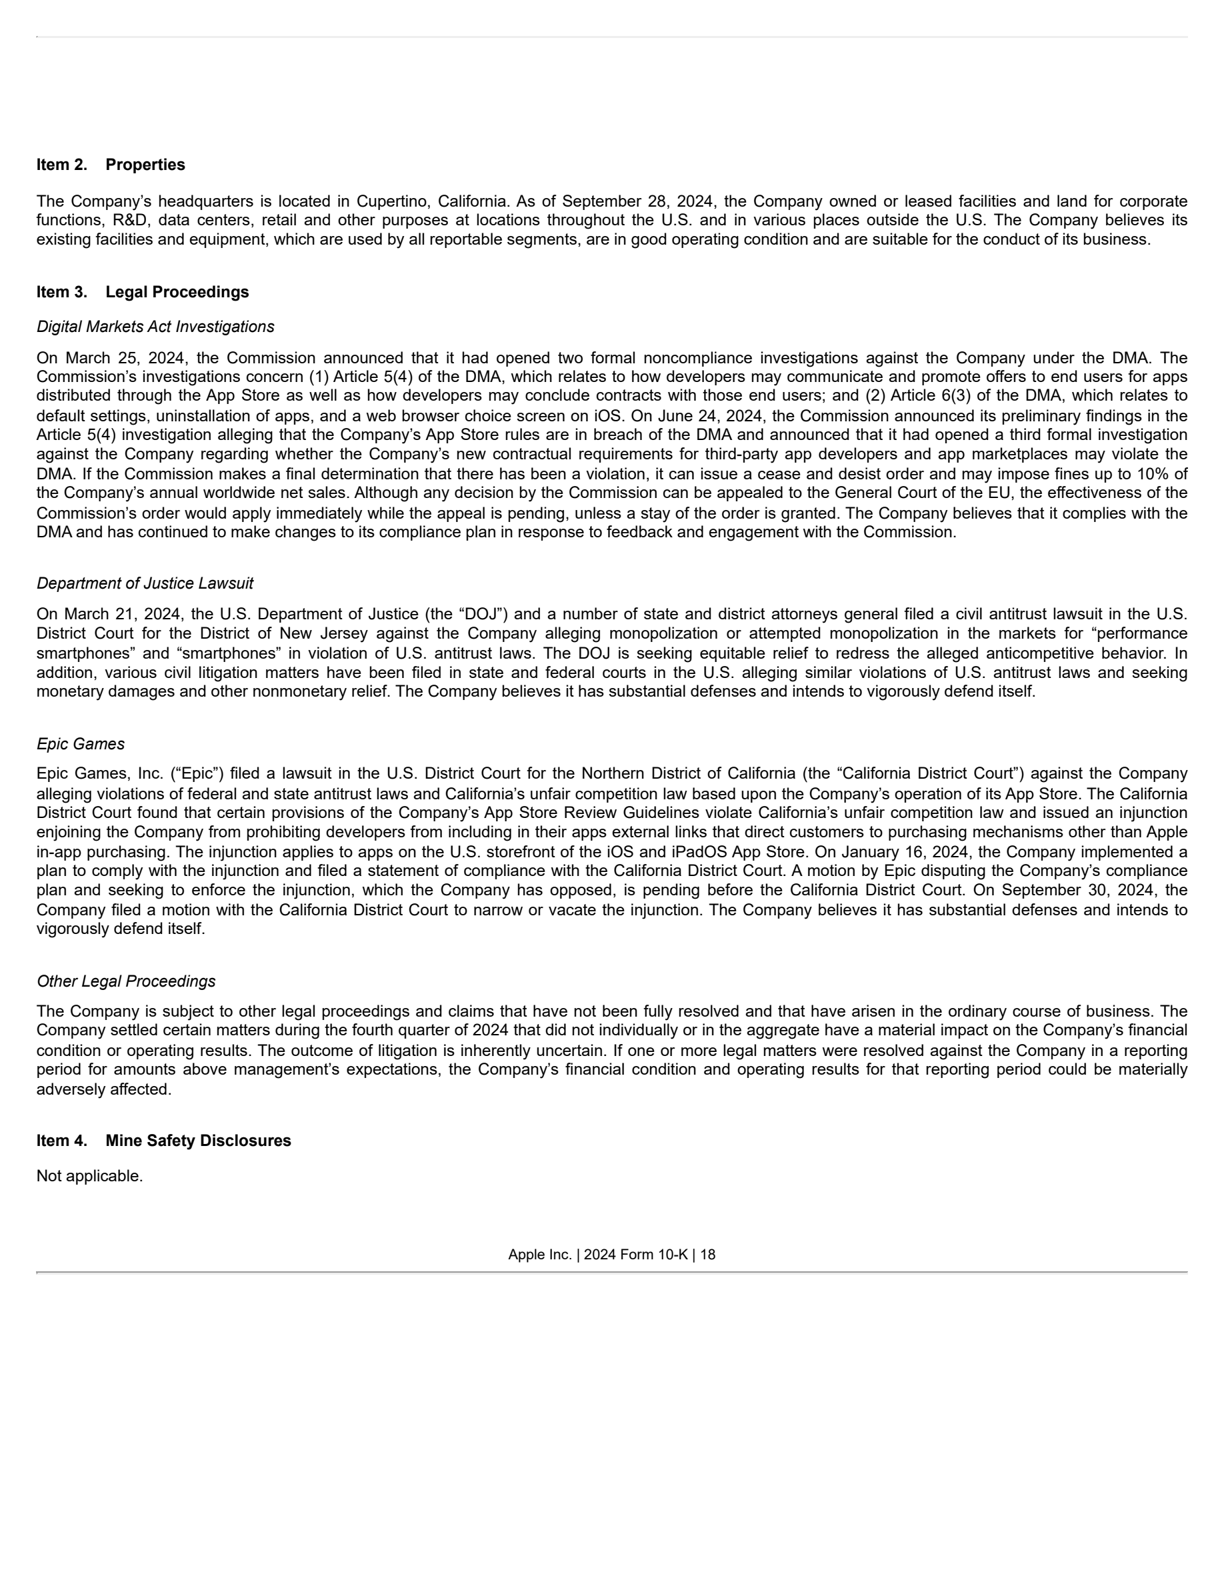 Item 2. Properties
The Company’s headquarters is located in Cupertino, California. As of September 28, 2024, the Company owned or leased facilities and land for corporate
functions, R&D, data centers, retail and other purposes at locations throughout the U.S. and in various places outside the U.S. The Company believes its
existing facilities and equipment, which are used by all reportable segments, are in good operating condition and are suitable for the conduct of its business.
Item 3. Legal Proceedings
Digital Markets Act Investigations
On March 25, 2024, the Commission announced that it had opened two formal noncompliance investigations against the Company under the DMA. The
Commission’s investigations concern (1) Article 5(4) of the DMA, which relates to how developers may communicate and promote offers to end users for apps
distributed through the App Store as well as how developers may conclude contracts with those end users; and (2) Article 6(3) of the DMA, which relates to
default settings, uninstallation of apps, and a web browser choice screen on iOS. On June 24, 2024, the Commission announced its preliminary findings in the
Article 5(4) investigation alleging that the Company’s App Store rules are in breach of the DMA and announced that it had opened a third formal investigation
against the Company regarding whether the Company’s new contractual requirements for third-party app developers and app marketplaces may violate the
DMA. If the Commission makes a final determination that there has been a violation, it can issue a cease and desist order and may impose fines up to 10% of
the Company’s annual worldwide net sales. Although any decision by the Commission can be appealed to the General Court of the EU, the effectiveness of the
Commission’s order would apply immediately while the appeal is pending, unless a stay of the order is granted. The Company believes that it complies with the
DMA and has continued to make changes to its compliance plan in response to feedback and engagement with the Commission.
Department of Justice Lawsuit
On March 21, 2024, the U.S. Department of Justice (the “DOJ”) and a number of state and district attorneys general filed a civil antitrust lawsuit in the U.S.
District Court for the District of New Jersey against the Company alleging monopolization or attempted monopolization in the markets for “performance
smartphones” and “smartphones” in violation of U.S. antitrust laws. The DOJ is seeking equitable relief to redress the alleged anticompetitive behavior. In
addition, various civil litigation matters have been filed in state and federal courts in the U.S. alleging similar violations of U.S. antitrust laws and seeking
monetary damages and other nonmonetary relief. The Company believes it has substantial defenses and intends to vigorously defend itself.
Epic Games
Epic Games, Inc. (“Epic”) filed a lawsuit in the U.S. District Court for the Northern District of California (the “California District Court”) against the Company
alleging violations of federal and state antitrust laws and California’s unfair competition law based upon the Company’s operation of its App Store. The California
District Court found that certain provisions of the Company’s App Store Review Guidelines violate California’s unfair competition law and issued an injunction
enjoining the Company from prohibiting developers from including in their apps external links that direct customers to purchasing mechanisms other than Apple
in-app purchasing. The injunction applies to apps on the U.S. storefront of the iOS and iPadOS App Store. On January 16, 2024, the Company implemented a
plan to comply with the injunction and filed a statement of compliance with the California District Court. A motion by Epic disputing the Company’s compliance
plan and seeking to enforce the injunction, which the Company has opposed, is pending before the California District Court. On September 30, 2024, the
Company filed a motion with the California District Court to narrow or vacate the injunction. The Company believes it has substantial defenses and intends to
vigorously defend itself.
Other Legal Proceedings
The Company is subject to other legal proceedings and claims that have not been fully resolved and that have arisen in the ordinary course of business. The
Company settled certain matters during the fourth quarter of 2024 that did not individually or in the aggregate have a material impact on the Company’s financial
condition or operating results. The outcome of litigation is inherently uncertain. If one or more legal matters were resolved against the Company in a reporting
period for amounts above management’s expectations, the Company’s financial condition and operating results for that reporting period could be materially
adversely affected.
Item 4. Mine Safety Disclosures
Not applicable.
Apple Inc. | 2024 Form 10-K | 18